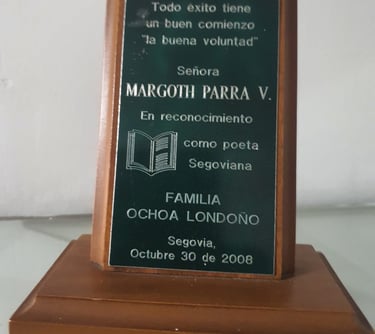 Todo éxito tiene
un buen comienzo
"la buena voluntad"
Señora
MARGOTH PARRA V.
En reconocimiento
como poeta
Segoviana
FAMILIA
OCHOA LONDOÑO
Segovia,
Octubre 30 de 2008